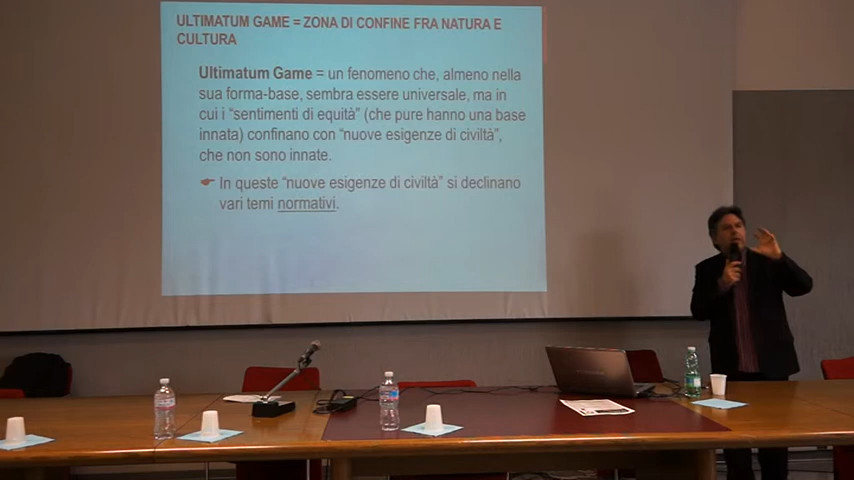 ULTIMATUM GAME = ZONA DI CONFINE FRA NATURA E
CULTURA
Ultimatum Game = un fenomeno che, almeno nella
sua forma-base, sembra essere universale, ma in
cui i “sentimenti di equità” (che pure hanno una base
innata) confinano con “nuove esigenze di civiltà”,
che non sono innate.
In queste “nuove esigenze di civiltà” si declinano
vari temi normativi.